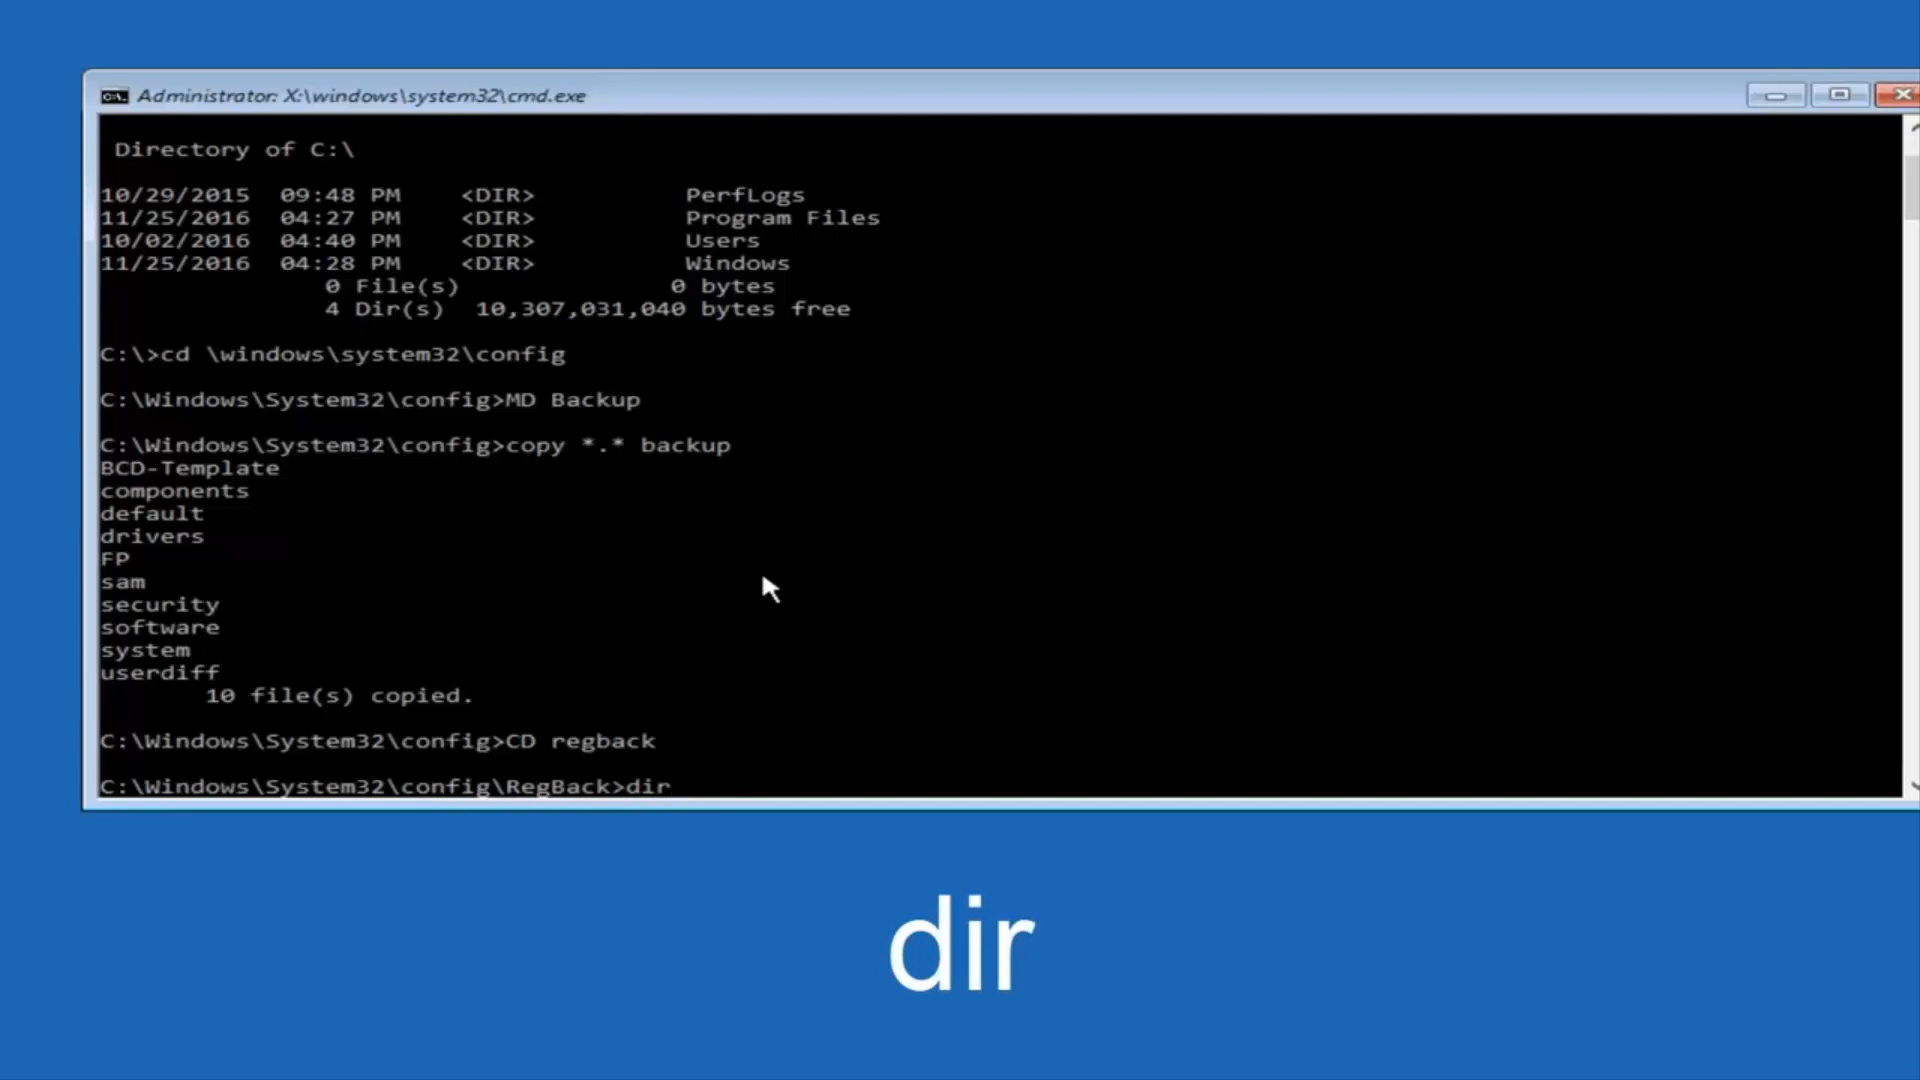 Administrator: X:\windows\system32\cmd.exe
Directory of C:\
10/29/2015 09:48 PM <DIR> PerfLogs
11/25/2016 04:27 PM <DIR> Program Files
10/02/2016 04:40 PM <DIR> Users
11/25/2016 04:28 PM <DIR> Windows
0 File(s) 0 bytes
4 Dir(s) 10,307,031,040 bytes free
C:\>cd \windows\system32\config
C:\Windows\System32\config>MD Backup
C:\Windows\System32\config>copy *.* backup
BCD-Template
components
default
drivers
FP
sam
security
software
system
userdiff
10 file(s) copied.
C:\Windows\System32\config>CD regback
C:\Windows\System32\config\RegBack>dir
dir